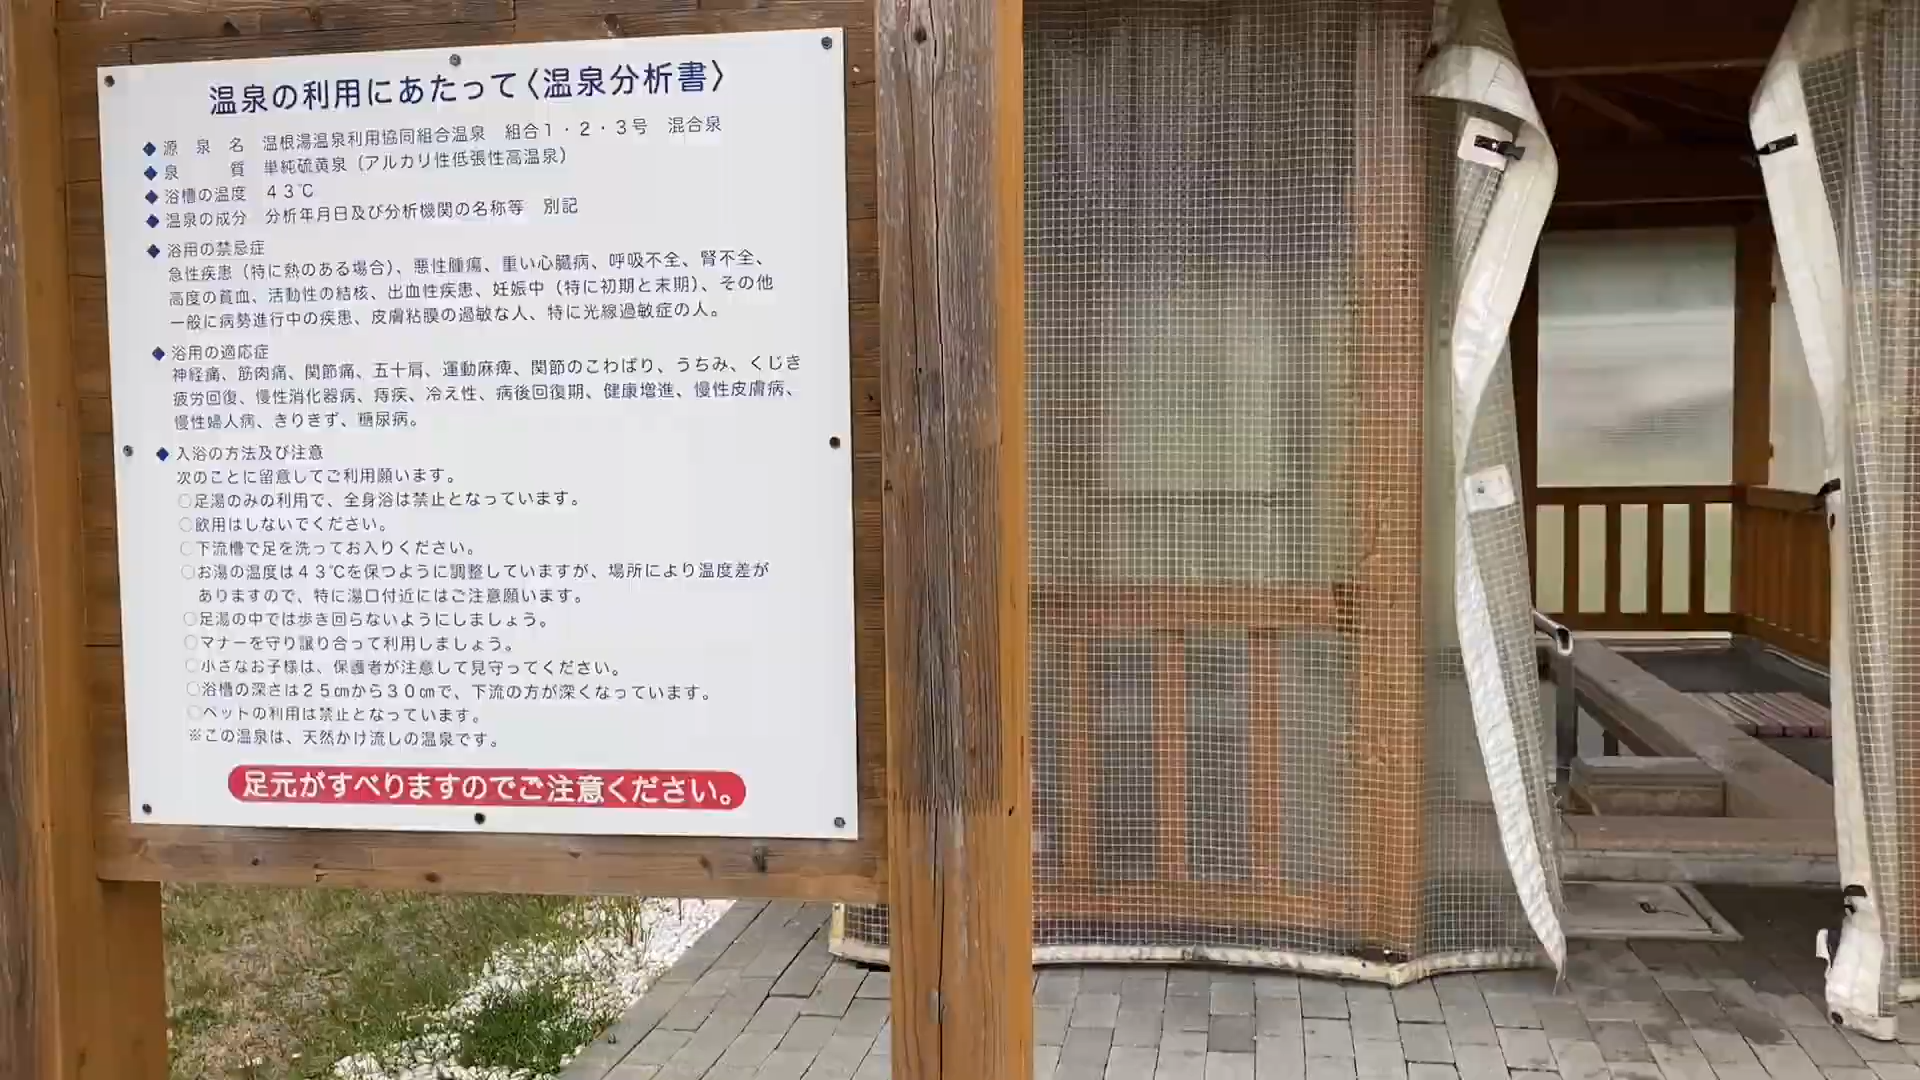 温泉の利用にあたって〈温泉分析書〉
◆源　泉　名　温根湯温泉利用協同組合温泉　組合1・2・3号　混合泉
◆泉　　　質　単純硫黄泉（アルカリ性低張性高温泉）
◆浴槽の温度　43℃
◆温泉の成分　分析年月日及び分析機関の名称等　別記
◆浴用の禁忌症
急性疾患（特に熱のある場合）、悪性腫瘍、重い心臓病、呼吸不全、腎不全、
高度の貧血、活動性の結核、出血性疾患、妊娠中（特に初期と末期）、その他
一般に病勢進行中の疾患、皮膚粘膜の過敏な人、特に光線過敏症の人。
◆浴用の適応症
神経痛、筋肉痛、関節痛、五十肩、運動麻痺、関節のこわばり、うちみ、くじき
疲労回復、慢性消化器病、痔疾、冷え性、病後回復期、健康増進、慢性皮膚病、
慢性婦人病、きりきず、糖尿病。
◆入浴の方法及び注意
次のことに留意してご利用願います。
○足湯のみの利用で、全身浴は禁止となっています。
○飲用はしないでください。
○下流槽で足を洗ってお入りください。
○お湯の温度は43℃を保つように調整していますが、場所により温度差が
ありますので、特に湯口付近にはご注意願います。
○足湯の中では歩き回らないようにしましょう。
○マナーを守り譲り合って利用しましょう。
○小さなお子様は、保護者が注意して見守ってください。
○浴槽の深さは25㎝から30㎝で、下流の方が深くなっています。
○ペットの利用は禁止となっています。
※この温泉は、天然かけ流しの温泉です。
足元がすべりますのでご注意ください。